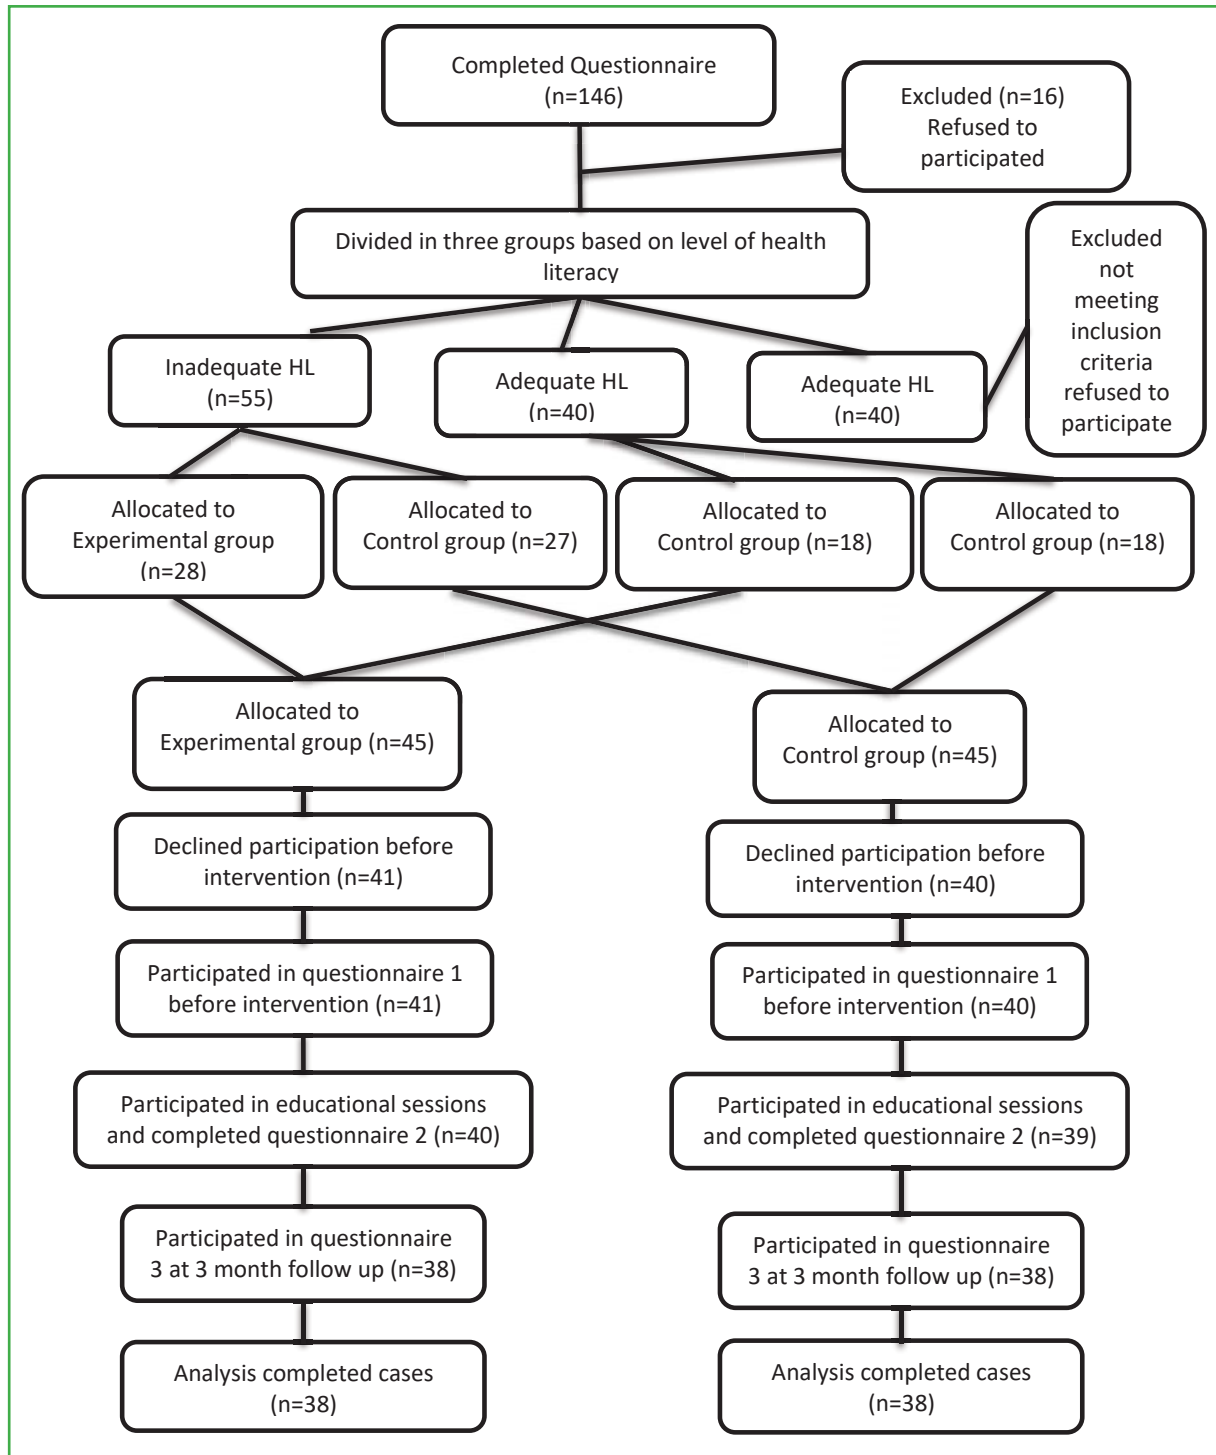 Completed Questionnaire
(n=146)
Excluded (n=16)
Refused to
participated
Divided in three groups based on level of health
literacy
Excluded
not
meeting
inclusion
criteria
refused to
participate
Inadequate HL
(n=55)
Adequate HL
(n=40)
Adequate HL
(n=40)
Allocated to
Experimental group
(n=28)
Allocated to
Control group (n=27)
Allocated to
Control group (n=18)
Allocated to
Control group (n=18)
Allocated to
Experimental group (n=45)
Allocated to
Control group (n=45)
Declined participation before
intervention (n=41)
Declined participation before
intervention (n=40)
Participated in questionnaire 1
before intervention (n=41)
Participated in questionnaire 1
before intervention (n=40)
Participated in educational sessions
and completed questionnaire 2 (n=40)
Participated in educational sessions
and completed questionnaire 2 (n=39)
Participated in questionnaire
3 at 3 month follow up (n=38)
Participated in questionnaire
3 at 3 month follow up (n=38)
Analysis completed cases
(n=38)
Analysis completed cases
(n=38)